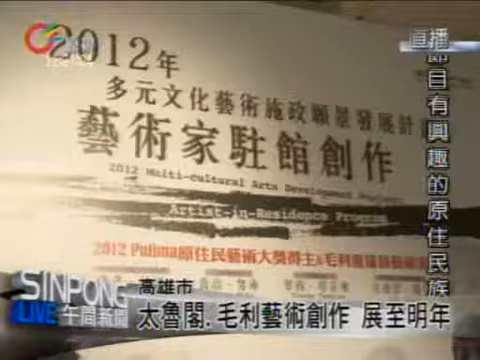 直播
2012年
多元文化藝術施政願景發展計
藝術家駐館創作
2012 Multi-cultural Arts Development
Artist-in-Residence Program
2012 Pulima原住民藝術大獎得主&毛利
節目有興趣的原住民族
SINPONG
高雄市
LIVE 午間新聞
太魯閣.毛利藝術創作 展至明年